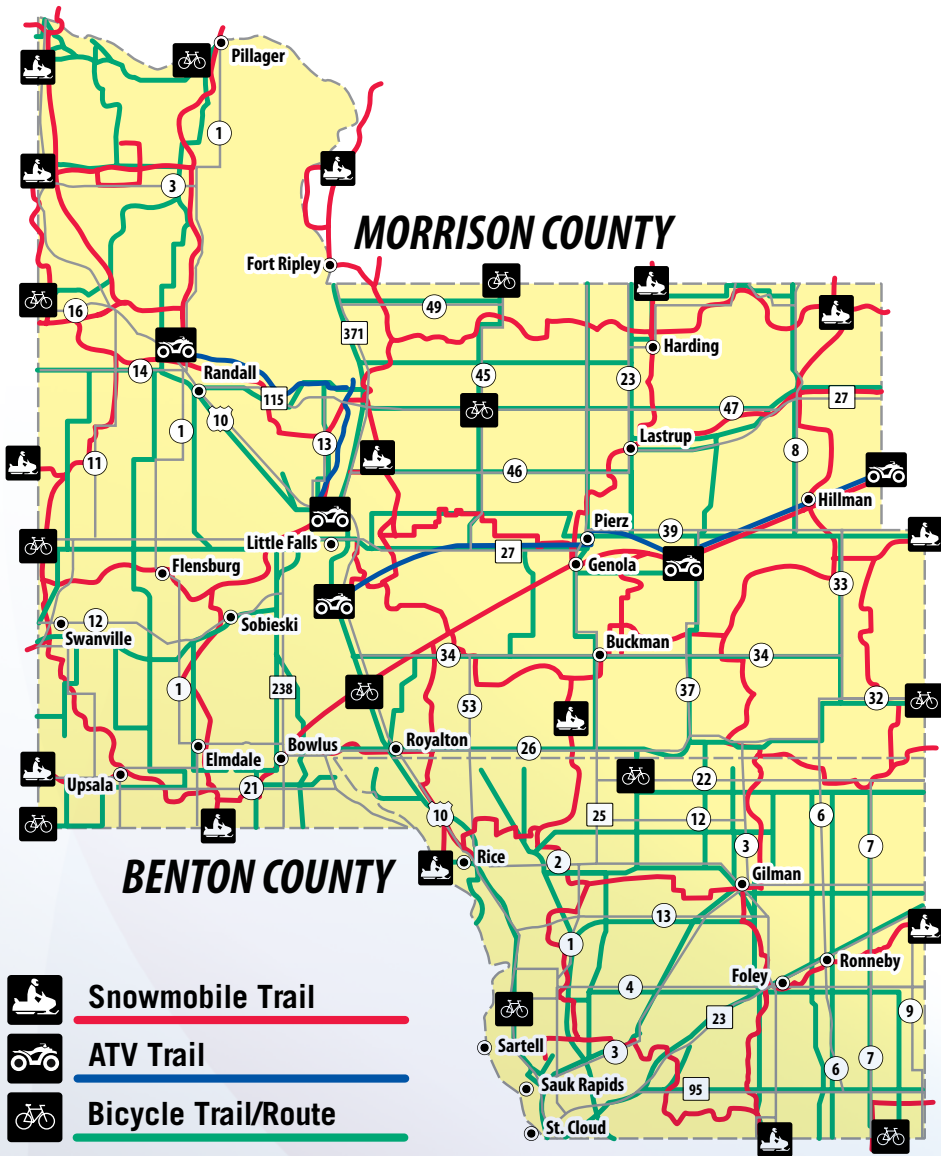 Pillager
1
3
MORRISON COUNTY
Fort Ripley
49
16
371
Harding
14
Randall
45
23
115
47
27
10
1
13
Lastrup
11
46
8
Hillman
Pierz
39
Little Falls
27
Genola
Flensburg
33
12
Sobieski
Swanville
Buckman
34
34
1
238
37
53
32
Elmdale
Bowlus
Royalton
26
Upsala
22
21
10
25
12
6
3
7
BENTON COUNTY
Rice
2
Gilman
13
1
Ronneby
Foley
4
9
23
Snowmobile Trail
Sartell
3
7
ATV Trail
6
Sauk Rapids
95
Bicycle Trail/Route
St. Cloud